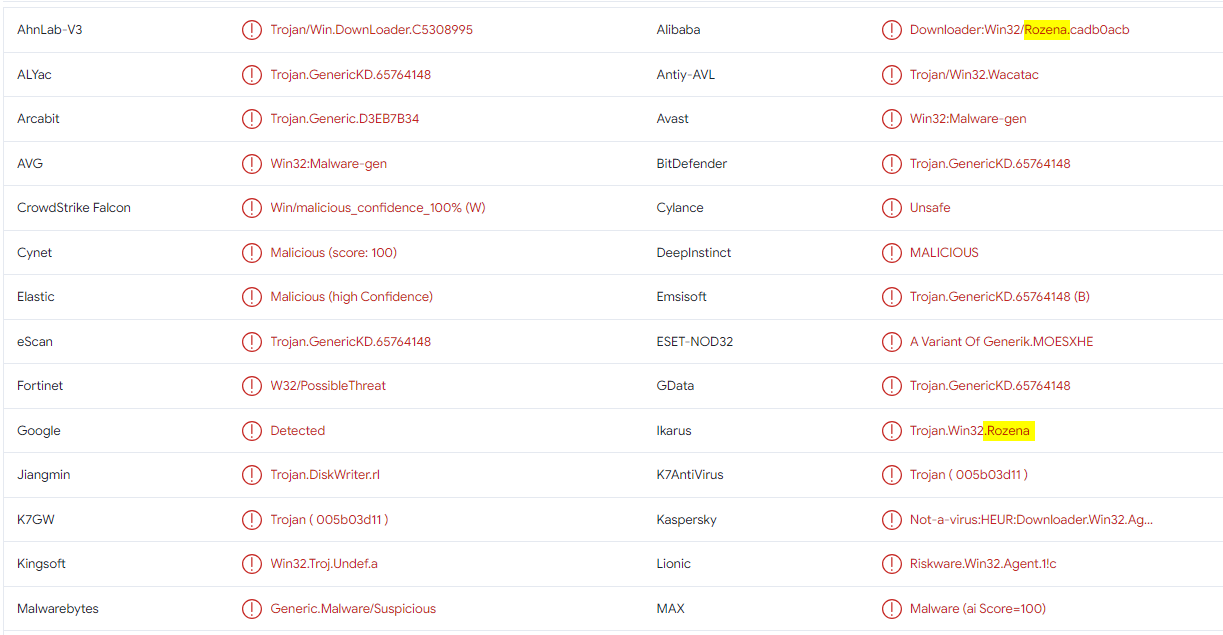 AhnLab-V3 Trojan/Win.DownLoader.C5308995 Alibaba Downloader:Win32/Rozena.cadb0acb
ALYac Trojan.GenericKD.65764148 Antiy-AVL Trojan/Win32.Wacatac
Arcabit Trojan.Generic.D3EB7B34 Avast Win32:Malware-gen
AVG Win32:Malware-gen BitDefender Trojan.GenericKD.65764148
CrowdStrike Falcon Win/malicious_confidence_100% (W) Cylance Unsafe
Cynet Malicious (score: 100) DeepInstinct MALICIOUS
Elastic Malicious (high Confidence) Emsisoft Trojan.GenericKD.65764148 (B)
eScan Trojan.GenericKD.65764148 ESET-NOD32 A Variant Of Generik.MOESXHE
Fortinet W32/PossibleThreat GData Trojan.GenericKD.65764148
Google Detected Ikarus Trojan.Win32.Rozena
Jiangmin Trojan.DiskWriter.rl K7AntiVirus Trojan ( 005b03d11 )
K7GW Trojan ( 005b03d11 ) Kaspersky Not-a-virus:HEUR:Downloader.Win32.Ag...
Kingsoft Win32.Troj.Undef.a Lionic Riskware.Win32.Agent.1!c
Malwarebytes Generic.Malware/Suspicious MAX Malware (ai Score=100)